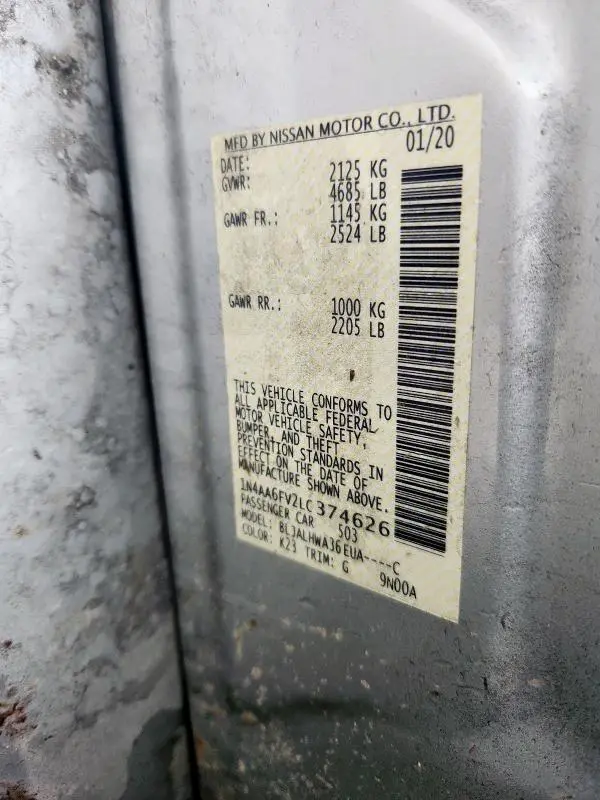 MFD BY NISSAN MOTOR CO., LTD.
DATE: 01/20
GVWR: 2125 KG
4685 LB
GAWR FR.: 1145 KG
2524 LB
GAWR RR.: 1000 KG
2205 LB
THIS VEHICLE CONFORMS TO
ALL APPLICABLE FEDERAL
MOTOR VEHICLE SAFETY,
BUMPER, AND THEFT
PREVENTION STANDARDS IN
EFFECT ON THE DATE OF
MANUFACTURE SHOWN ABOVE.
1N4AA6FV2LC374626
PASSENGER CAR 503
MODEL: BLJALHWA36EUA----C
COLOR: K23 TRIM: G 9N00A